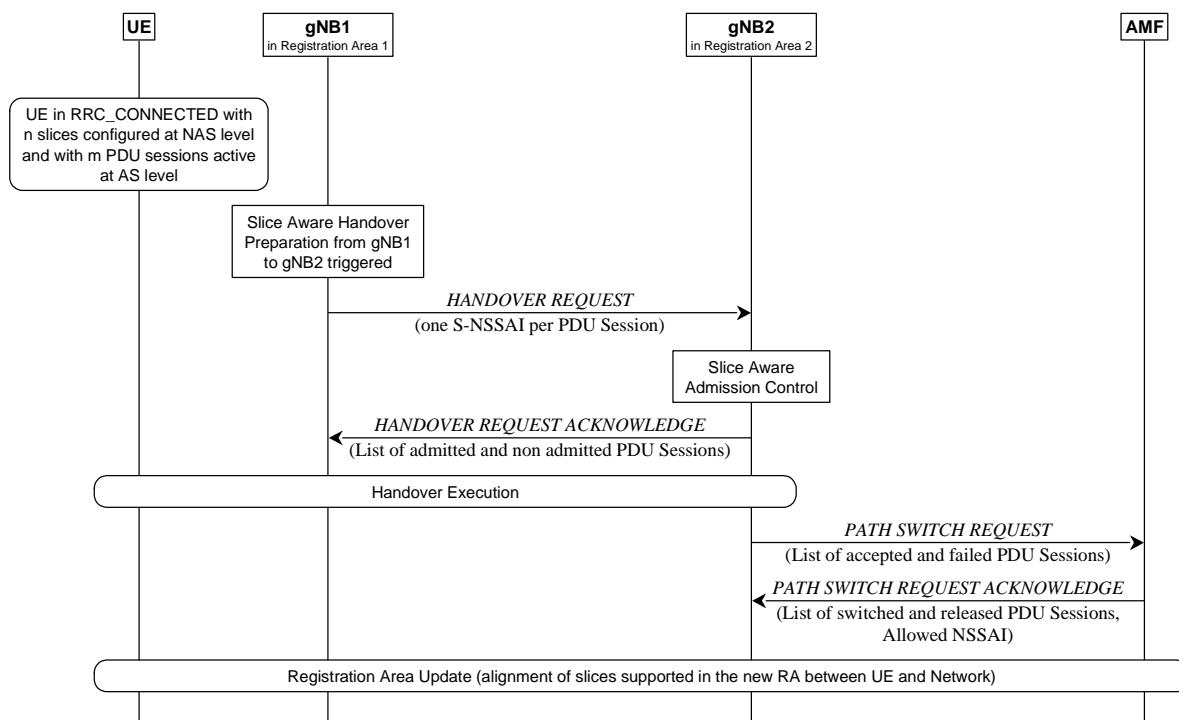 UE
gNB1
in Registration Area 1
gNB2
in Registration Area 2
AMF
UE in RRC_CONNECTED with
n slices configured at NAS level
and with m PDU sessions active
at AS level
Slice Aware Handover
Preparation from gNB1
to gNB2 triggered
HANDOVER REQUEST
(one S-NSSAI per PDU Session)
Slice Aware
Admission Control
HANDOVER REQUEST ACKNOWLEDGE
(List of admitted and non admitted PDU Sessions)
Handover Execution
PATH SWITCH REQUEST
(List of accepted and failed PDU Sessions)
PATH SWITCH REQUEST ACKNOWLEDGE
(List of switched and released PDU Sessions,
Allowed NSSAI)
Registration Area Update (alignment of slices supported in the new RA between UE and Network)